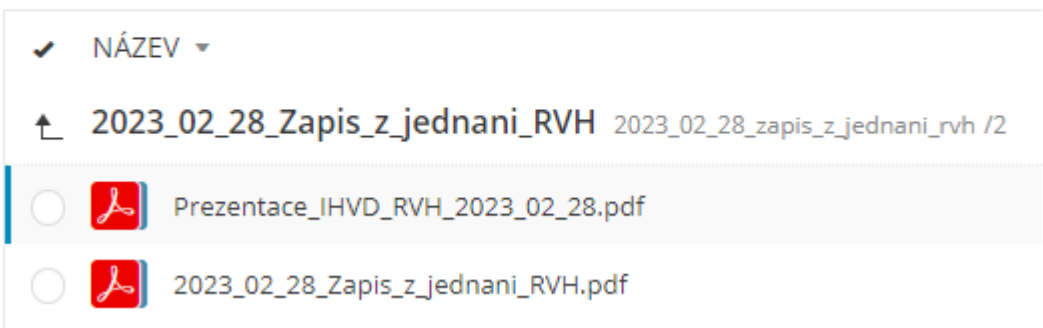 NÁZEV
2023_02_28_Zapis_z_jednani_RVH 2023_02_28_zapis_z_jednani_rvh /2
Prezentace_IHVD_RVH_2023_02_28.pdf
2023_02_28_Zapis_z_jednani_RVH.pdf